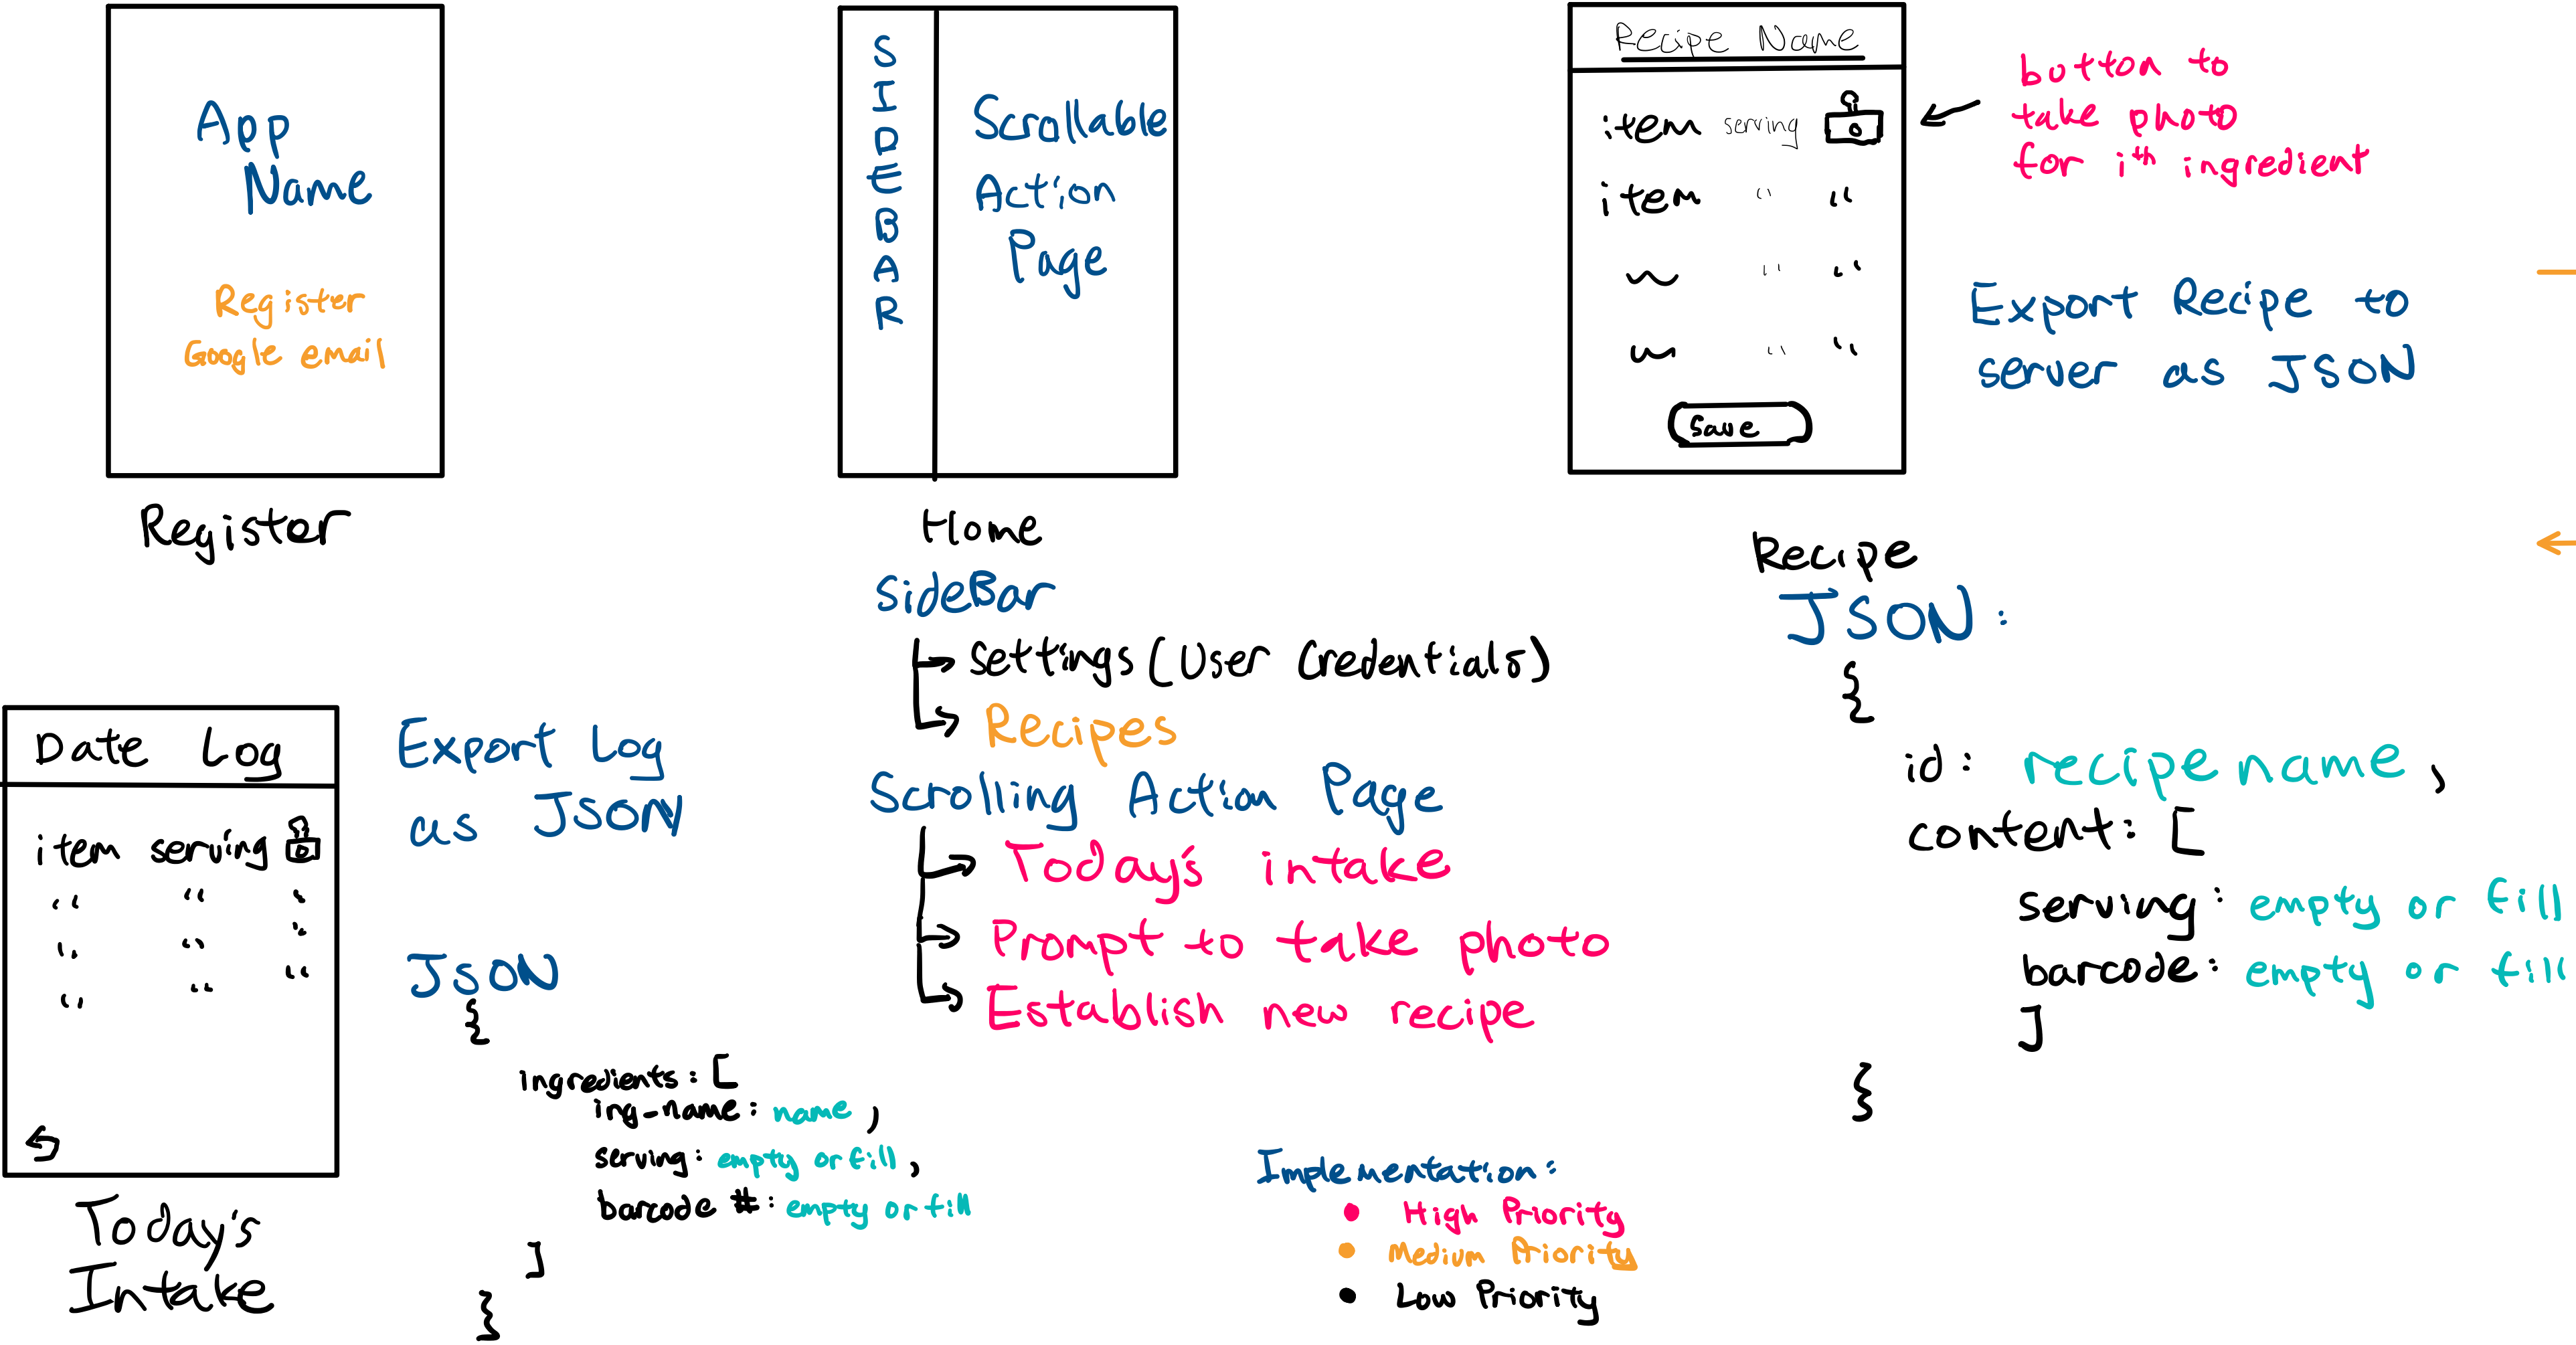 App
Name
Register
Google email
Register
SIDEBAR
Scrollable
Action
Page
Home
SideBar
Settings (User Credentials)
Recipes
Scrolling Action Page
Today's intake
Prompt to take photo
Establish new recipe
Recipe Name
item serving
item " "
" "
" "
Save
button to
take photo
for ith ingredient
Export Recipe to
server as JSON
Recipe
JSON:
{
id: recipe name,
content: [
serving: empty or fill
barcode: empty or fill
]
}
Date Log
item serving
" "
" "
" " "
Today's
Intake
Export Log
as JSON
JSON
{
ingredients: [
ing-name: name,
serving: empty or fill,
barcode #: empty or fill
]
}
Implementation:
• High Priority
• Medium Priority
• Low Priority